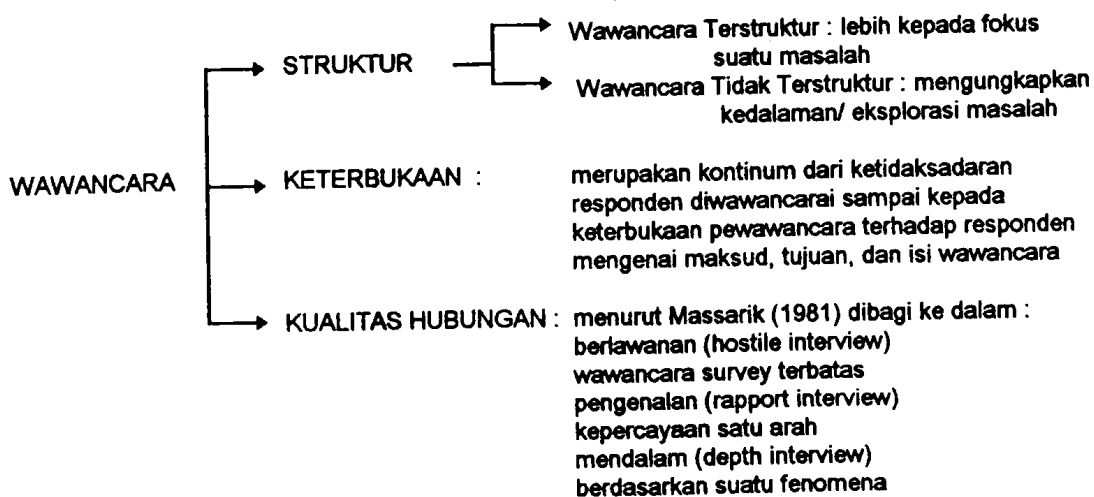 Wawancara Terstruktur : lebih kepada fokus
suatu masalah
STRUKTUR
Wawancara Tidak Terstruktur : mengungkapkan
kedalaman/ eksplorasi masalah
WAWANCARA
KETERBUKAAN :
merupakan kontinum dari ketidaksadaran
responden diwawancarai sampai kepada
keterbukaan pewawancara terhadap responden
mengenai maksud, tujuan, dan isi wawancara
KUALITAS HUBUNGAN :
menurut Massarik (1981) dibagi ke dalam :
berlawanan (hostile interview)
wawancara survey terbatas
pengenalan (rapport interview)
kepercayaan satu arah
mendalam (depth interview)
berdasarkan suatu fenomena